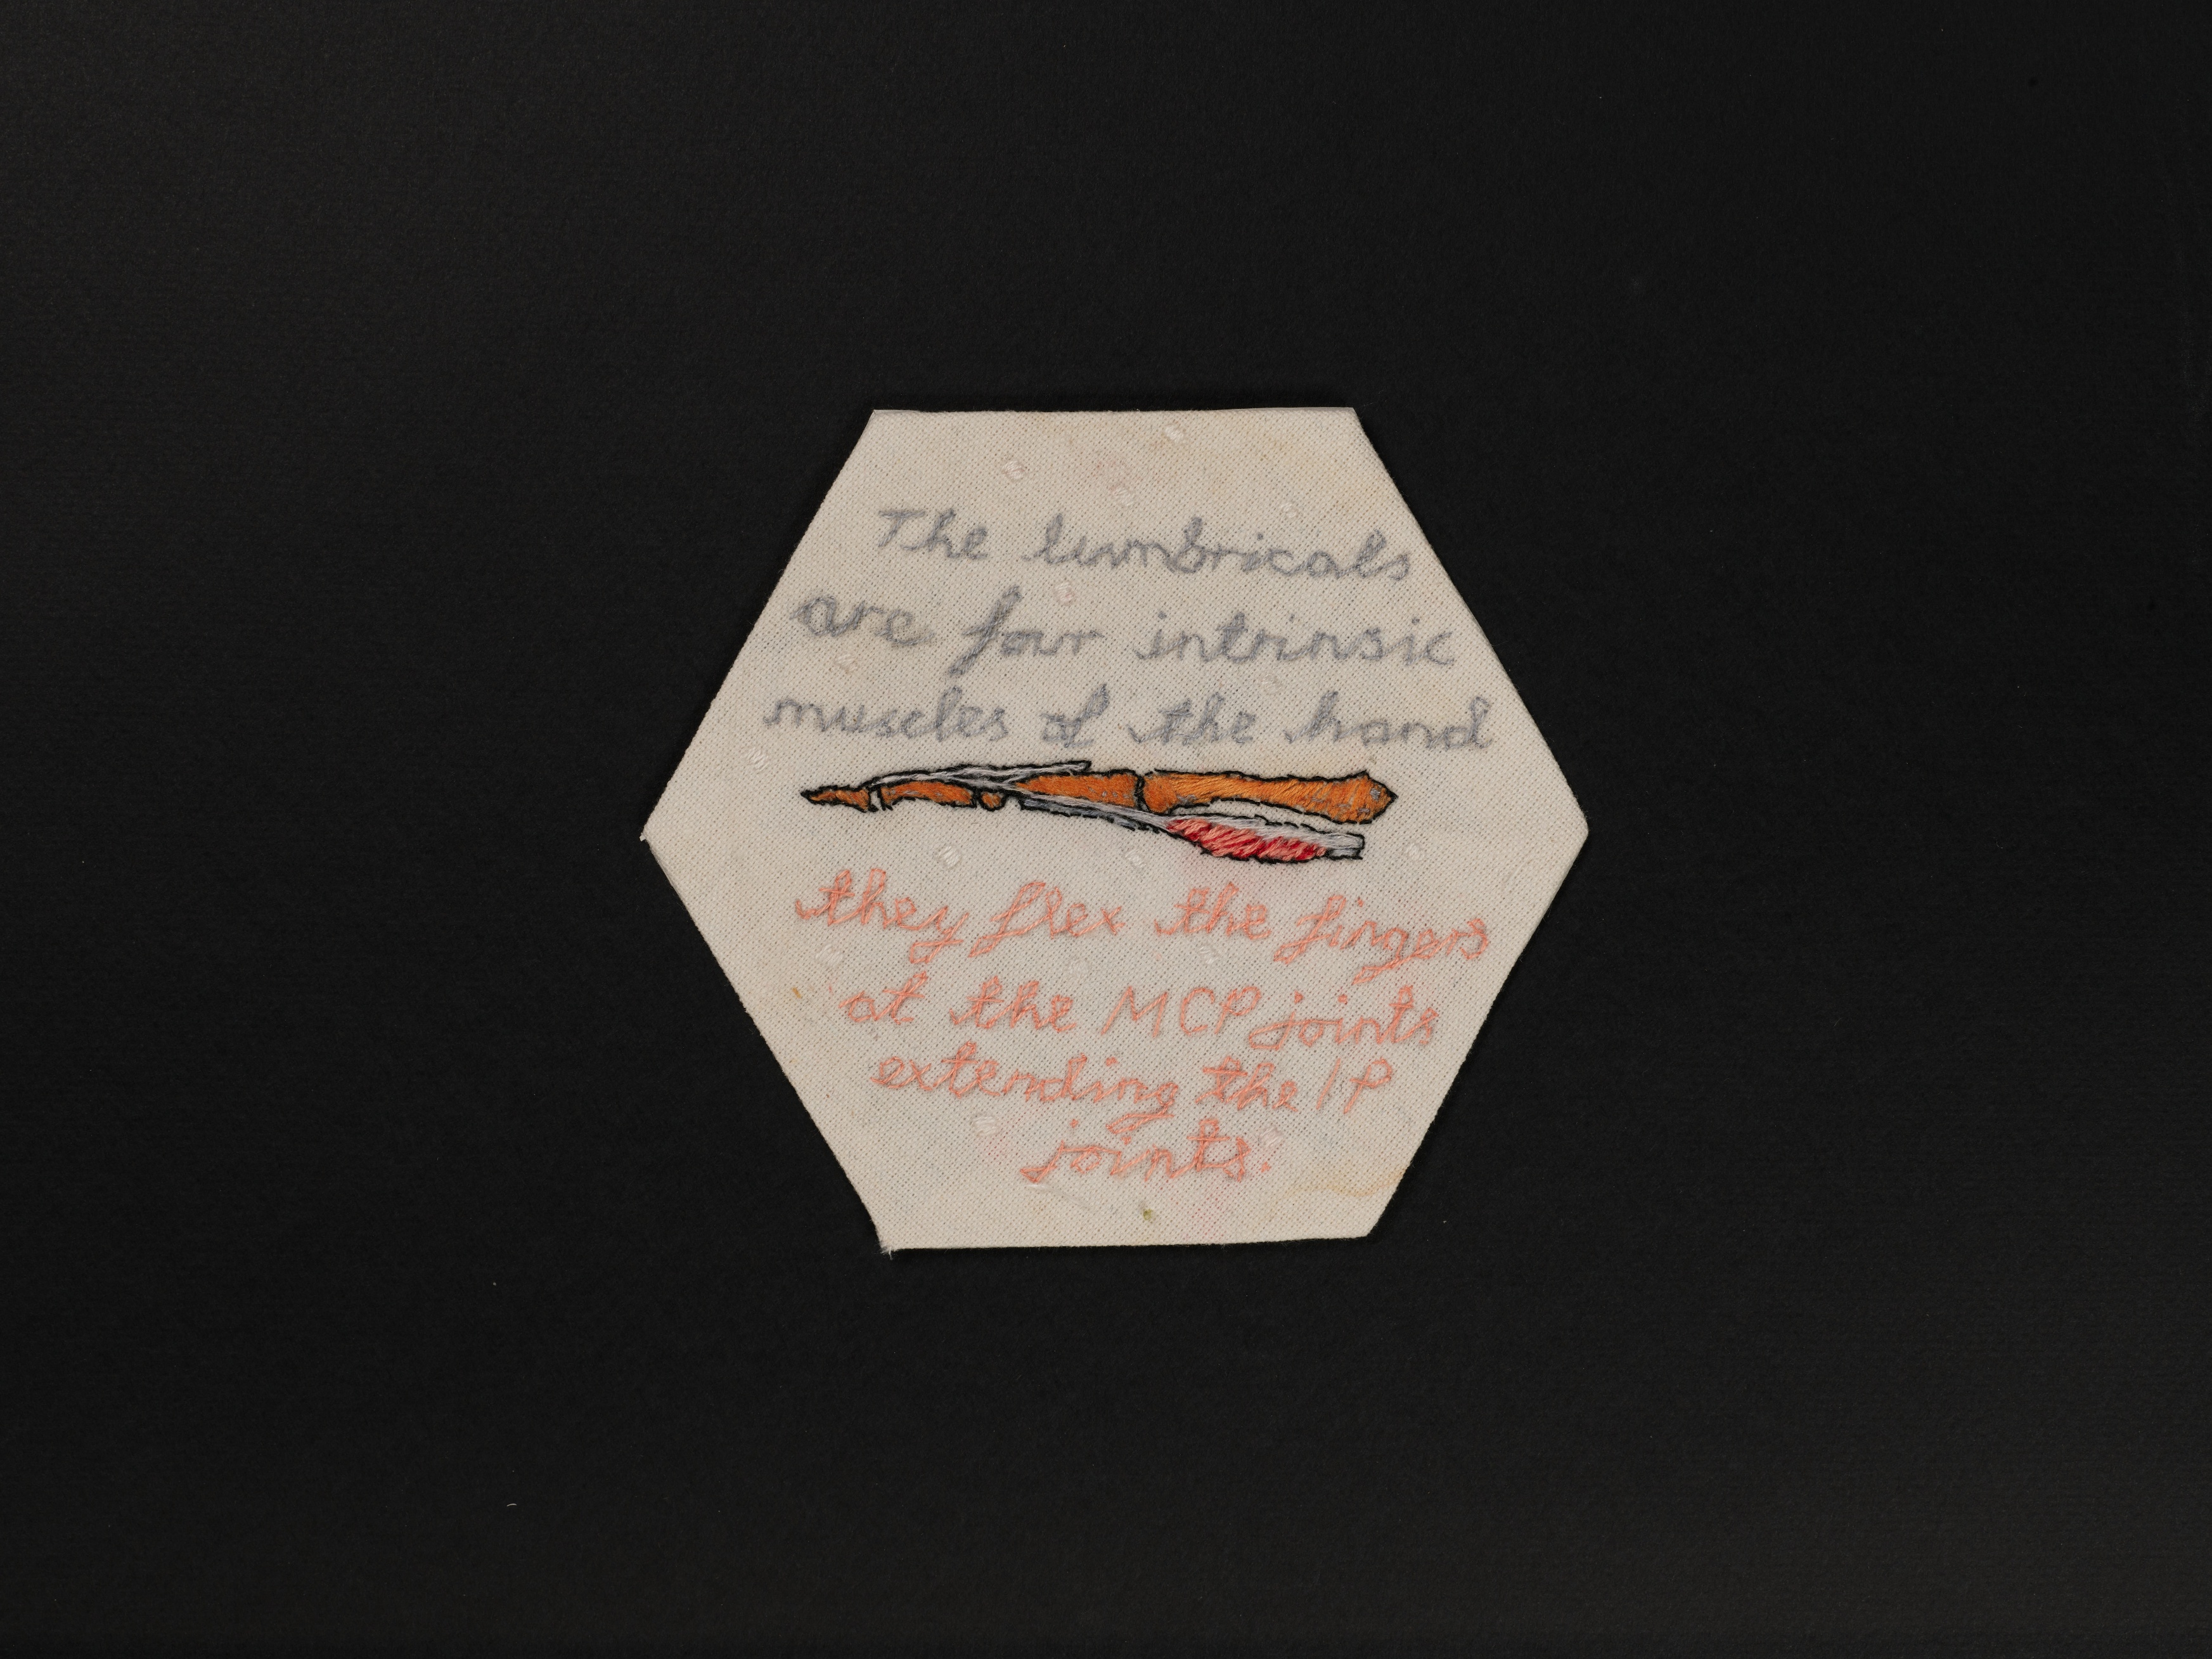 The lumbricals
are four intrinsic
muscles of the hand
they flex the fingers
at the MCP joints
extending the IP
joints.